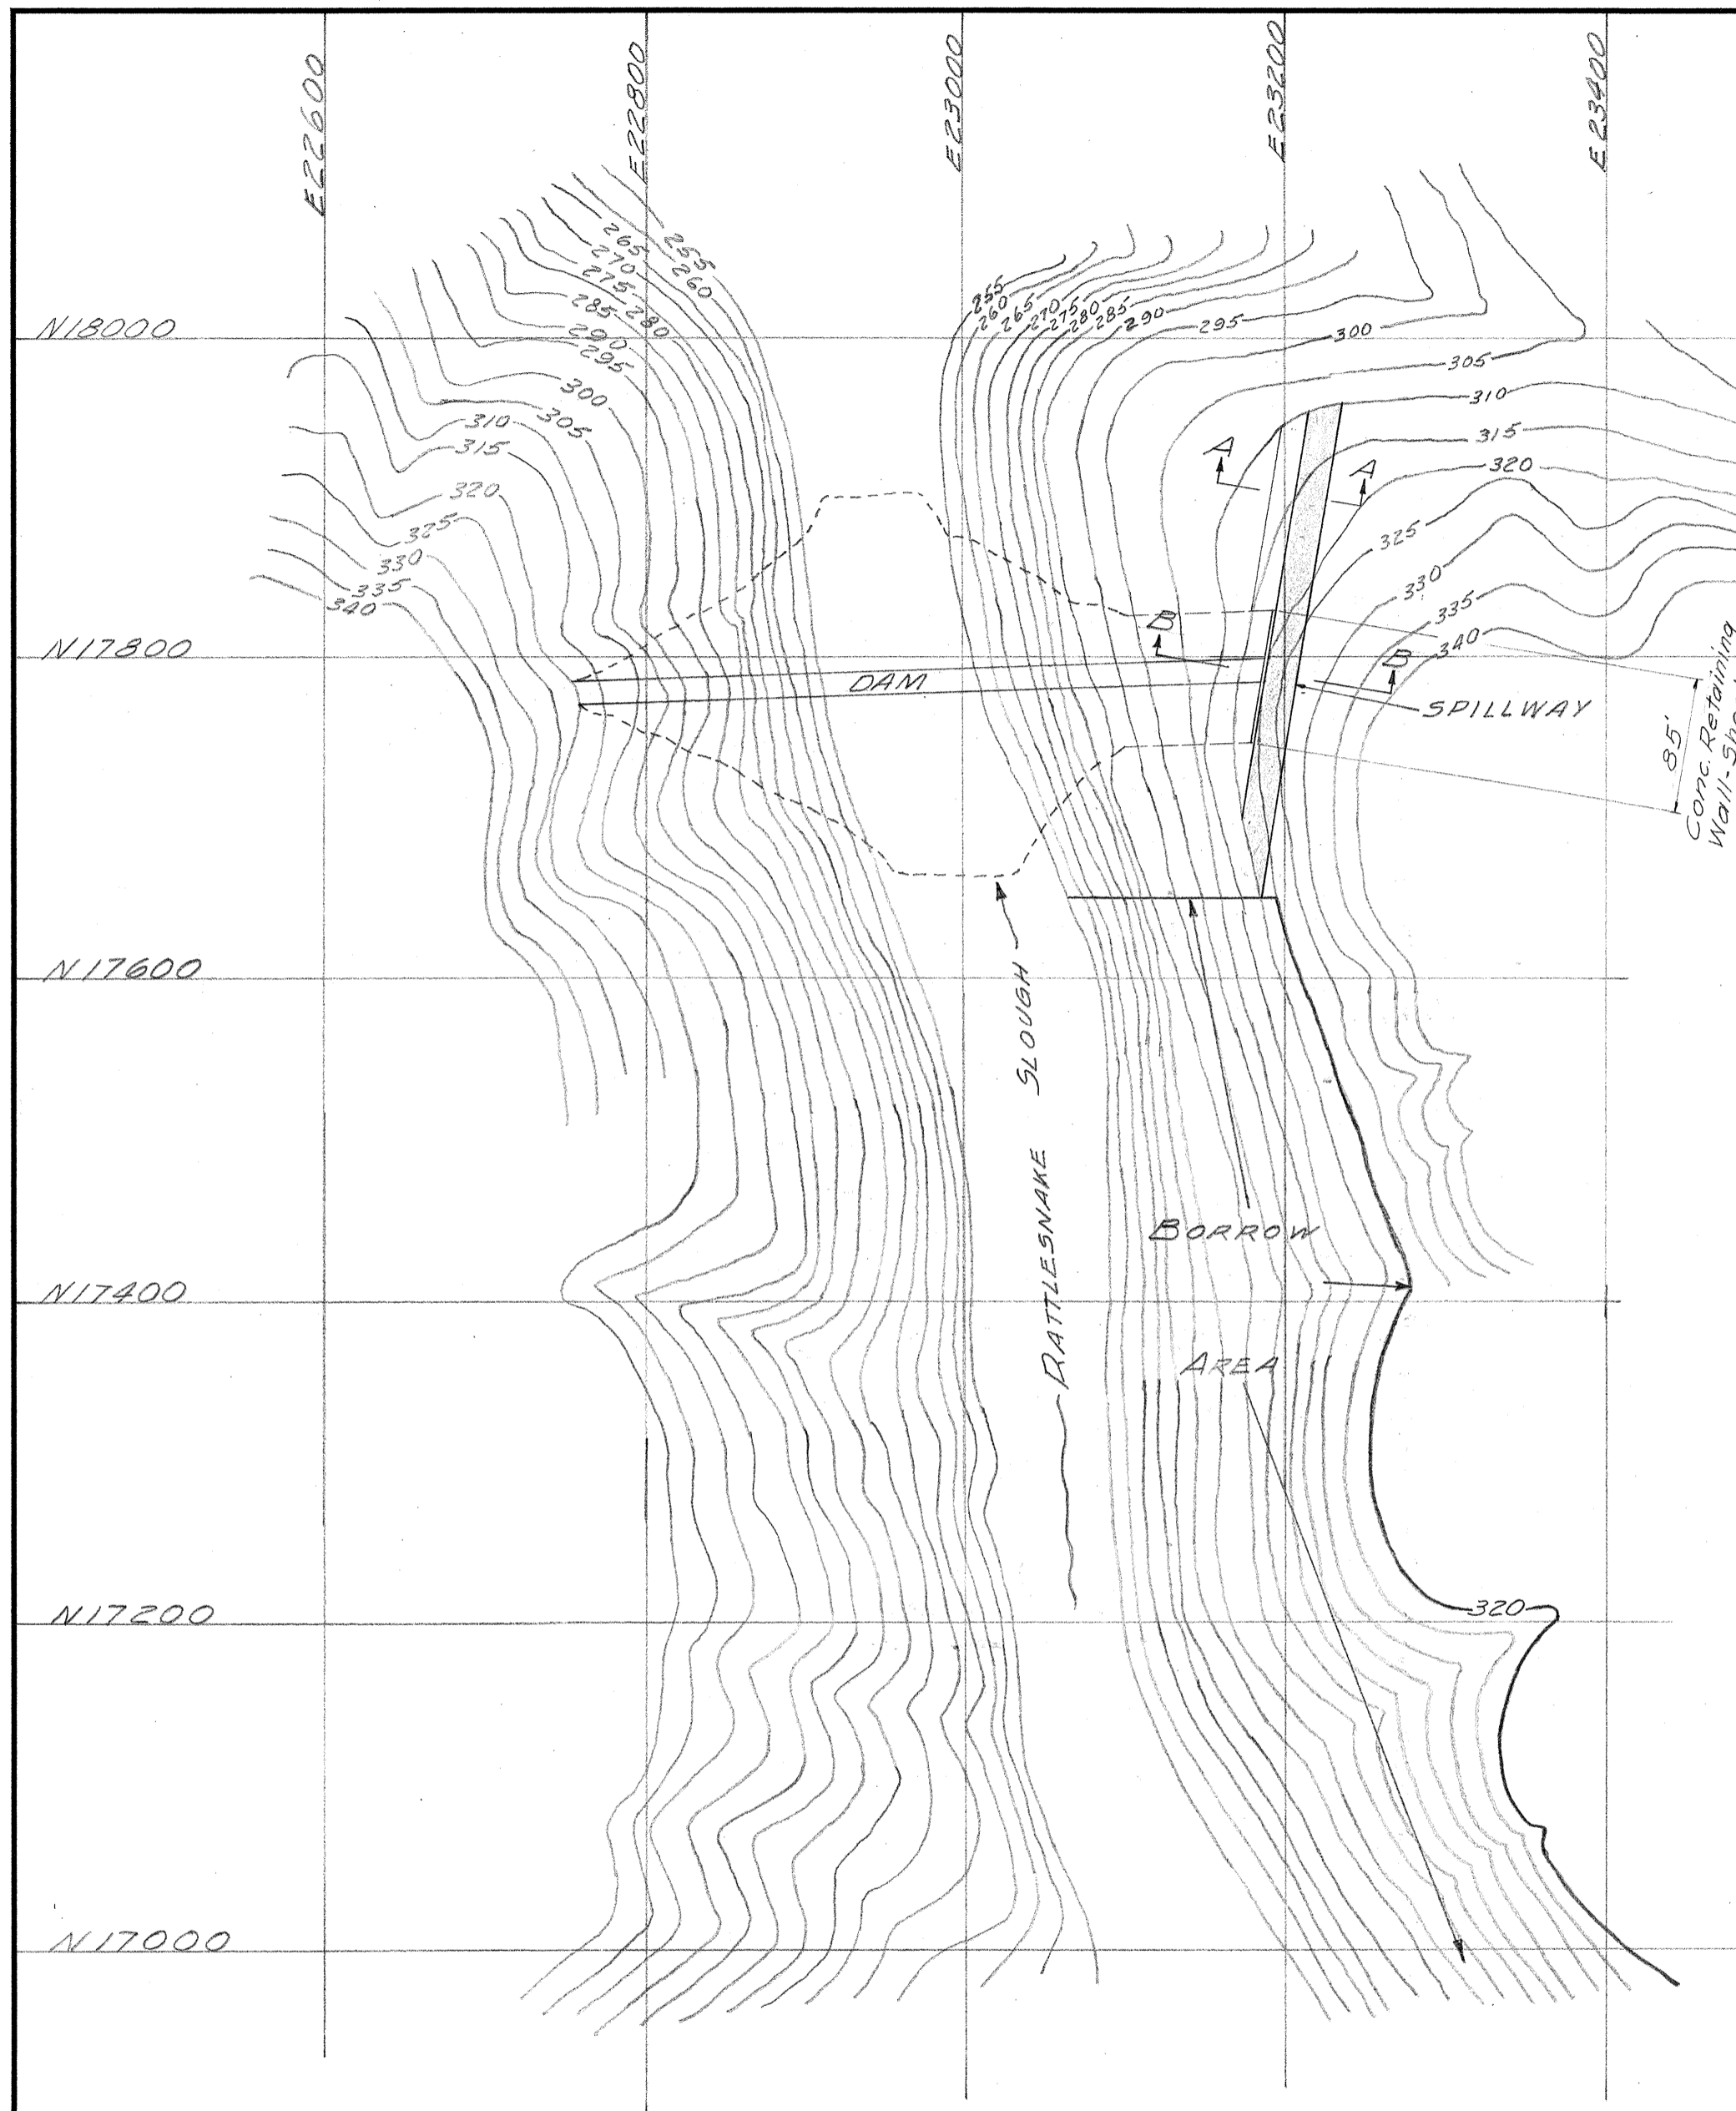 E22600
E22800
E23000
E23200
E23400
265
255
270
260
275
285
280
290
295
300
310
305
315
320
325
330
335
340
255
260
265
270
275
280
285
290
295
300
305
310
315
320
325
330
335
340
N18000
N17800
N17600
N17400
N17200
N17000
A
A
B
B
DAM
SPILLWAY
85'
Conc. Retaining
Wall-
RATTLESNAKE SLOUGH
BORROW
AREA
320